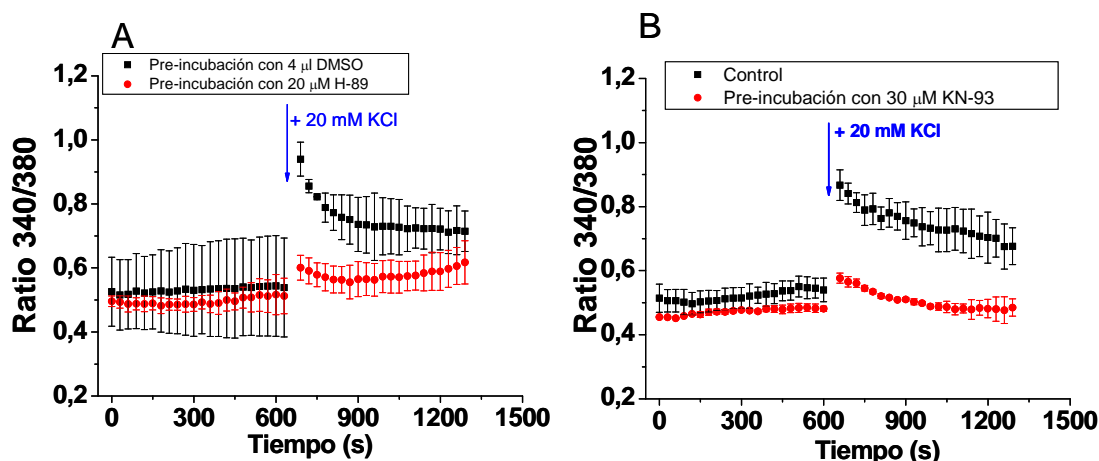 A
Pre-incubación con 4 µl DMSO
Pre-incubación con 20 µM H-89
+ 20 mM KCl
1,2
1,0
0,8
0,6
0,4
0,2
Ratio 340/380
0 300 600 900 1200 1500
Tiempo (s)
B
Control
Pre-incubación con 30 µM KN-93
+ 20 mM KCl
1,2
1,0
0,8
0,6
0,4
0,2
Ratio 340/380
0 300 600 900 1200 1500
Tiempo (s)